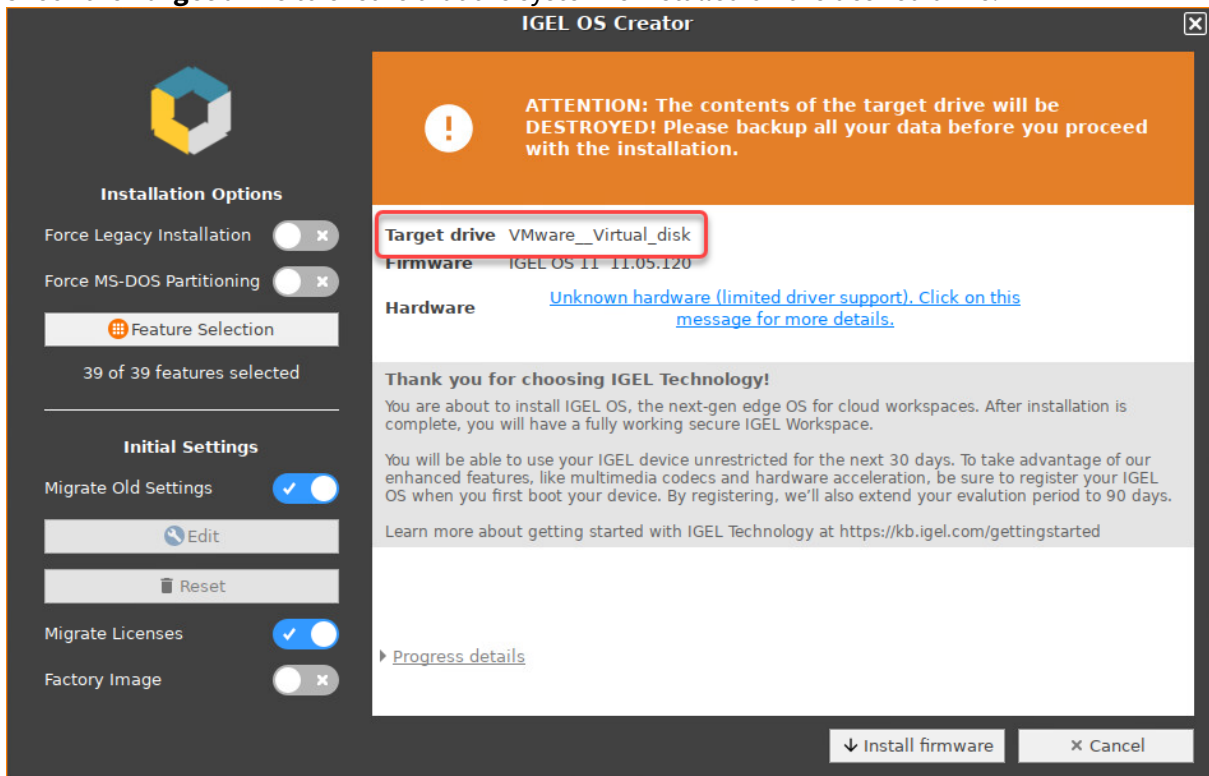 IGEL OS Creator
ATTENTION: The contents of the target drive will be
DESTROYED! Please backup all your data before you proceed
with the installation.
Installation Options
Force Legacy Installation
Force MS-DOS Partitioning
Feature Selection
39 of 39 features selected
Initial Settings
Migrate Old Settings
Edit
Reset
Migrate Licenses
Factory Image
Target drive VMware__Virtual_disk
Firmware IGEL OS 11 11.05.120
Hardware Unknown hardware (limited driver support). Click on this
message for more details.
Thank you for choosing IGEL Technology!
You are about to install IGEL OS, the next-gen edge OS for cloud workspaces. After installation is
complete, you will have a fully working secure IGEL Workspace.
You will be able to use your IGEL device unrestricted for the next 30 days. To take advantage of our
enhanced features, like multimedia codecs and hardware acceleration, be sure to register your IGEL
OS when you first boot your device. By registering, we'll also extend your evalution period to 90 days.
Learn more about getting started with IGEL Technology at https://kb.igel.com/gettingstarted
Progress details
Install firmware
Cancel